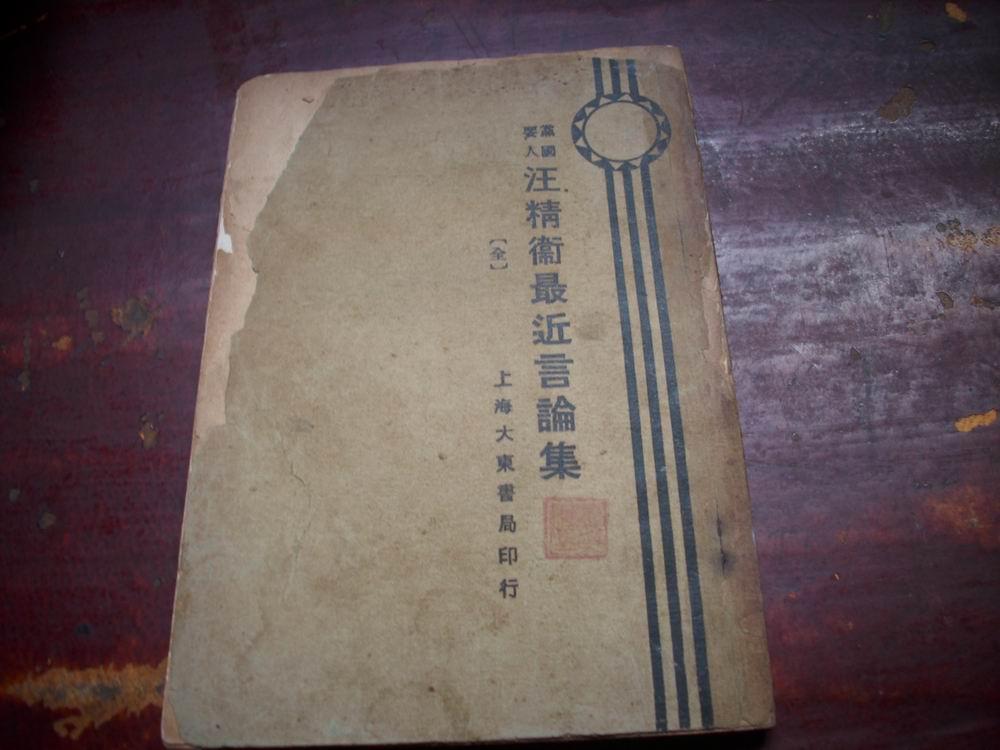 黨國
要人
汪精衞最近言論集
【全】
上海大東書局印行